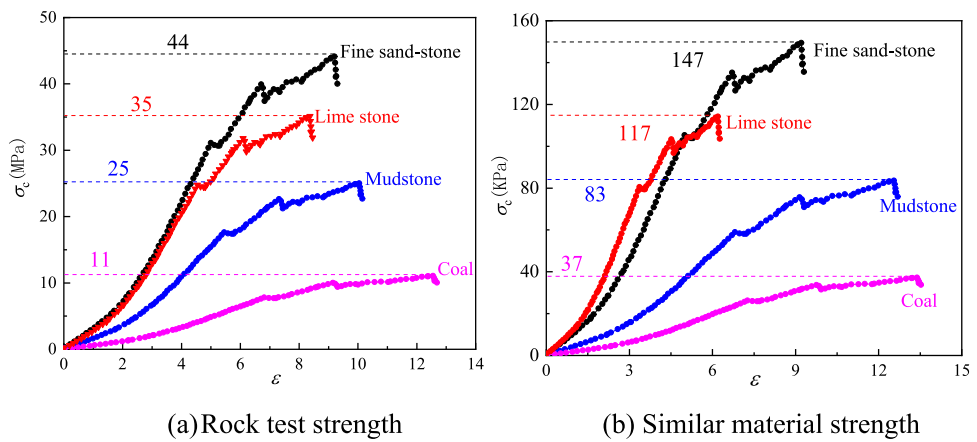 50
40
30
20
10
0
σc (MPa)
44
35
25
11
Fine sand-stone
Lime stone
Mudstone
Coal
0 2 4 6 8 10 12 14
ε
(a) Rock test strength
160
120
80
40
0
σc (KPa)
147
117
83
37
Fine sand-stone
Lime stone
Mudstone
Coal
0 3 6 9 12 15
ε
(b) Similar material strength